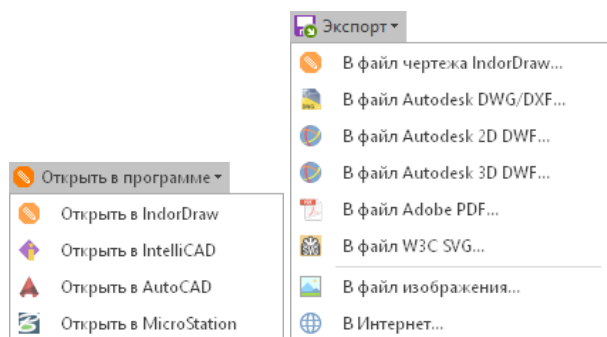 Открыть в программе
Открыть в IndorDraw
Открыть в IntelliCAD
Открыть в AutoCAD
Открыть в MicroStation
Экспорт
В файл чертежа IndorDraw...
В файл Autodesk DWG/DXF...
В файл Autodesk 2D DWF...
В файл Autodesk 3D DWF...
В файл Adobe PDF...
В файл W3C SVG...
В файл изображения...
В Интернет...